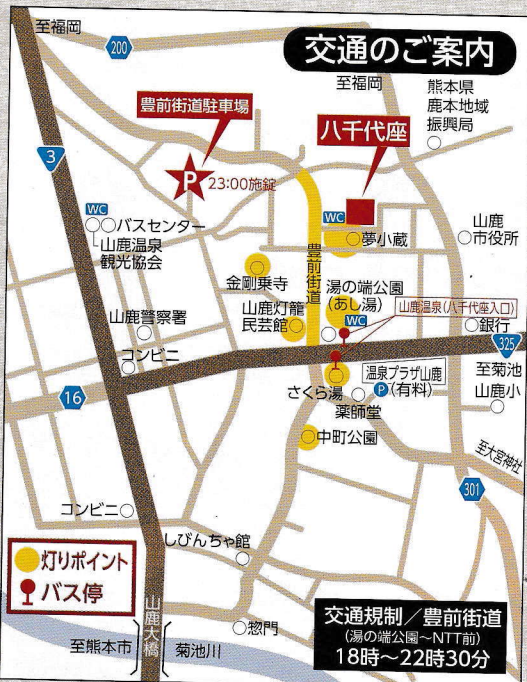 交通のご案内
至福岡
200
至福岡
熊本県
鹿本地域
振興局
豊前街道駐車場
八千代座
3
P
23:00施錠
WC
バスセンター
山鹿温泉
観光協会
WC
夢小蔵
山鹿
市役所
豊前街道
金剛乗寺
湯の端公園
(あし湯)
山鹿灯籠
民芸館
WC
山鹿温泉(八千代座入口)
山鹿警察署
銀行
325
コンビニ
至菊池
温泉プラザ山鹿
P(有料)
さくら湯
薬師堂
山鹿小
16
中町公園
至大宮神社
301
コンビニ
しびんちゃ館
灯りポイント
バス停
山鹿大橋
惣門
至熊本市
菊池川
交通規制/豊前街道
(湯の端公園~NTT前)
18時~22時30分